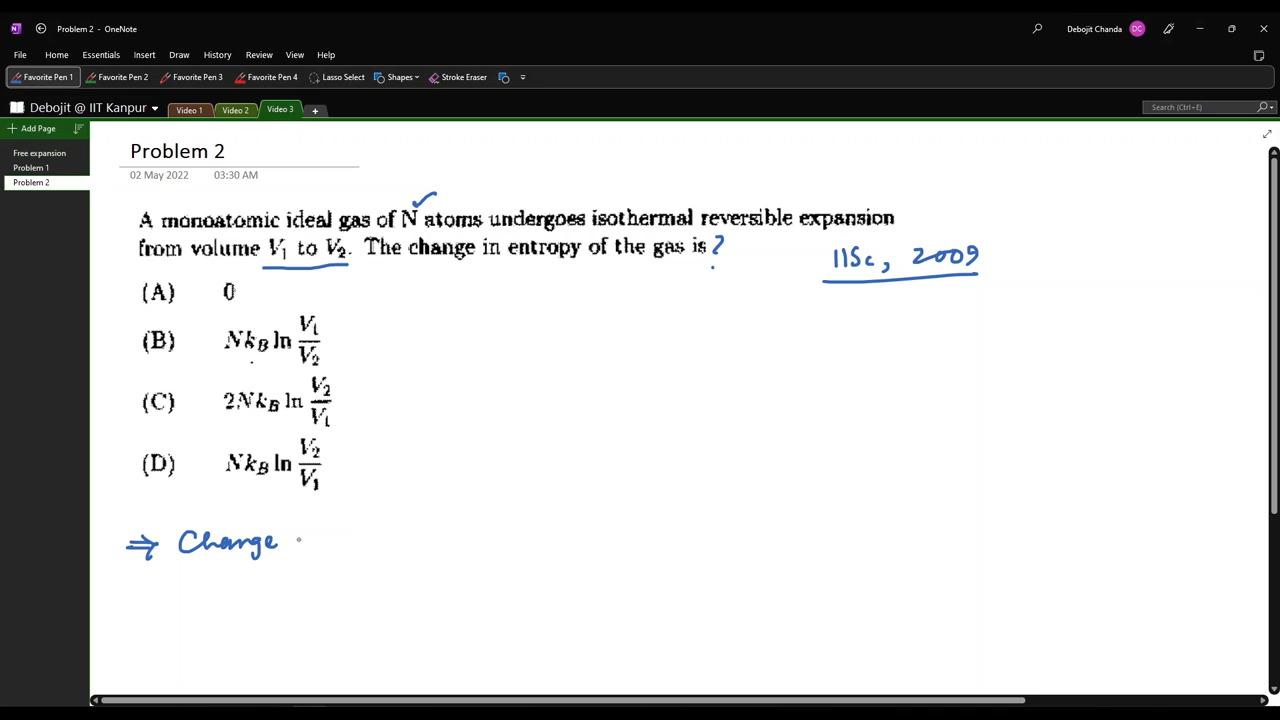 Problem 2 - OneNote
Debojit Chanda DC
File Home Essentials Insert Draw History Review View Help
Favorite Pen 1 Favorite Pen 2 Favorite Pen 3 Favorite Pen 4 Lasso Select Shapes Stroke Eraser
Debojit @ IIT Kanpur Video 1 Video 2 Video 3 + Search (Ctrl+E)
+ Add Page
Free expansion
Problem 1
Problem 2
Problem 2
02 May 2022 03:30 AM
A monoatomic ideal gas of N atoms undergoes isothermal reversible expansion
from volume V₁ to V₂. The change in entropy of the gas is ?
IISc, 2009
(A) 0
(B) Nk_B ln V₁/V₂
(C) 2Nk_B ln V₂/V₁
(D) Nk_B ln V₂/V₁
⇒ Change